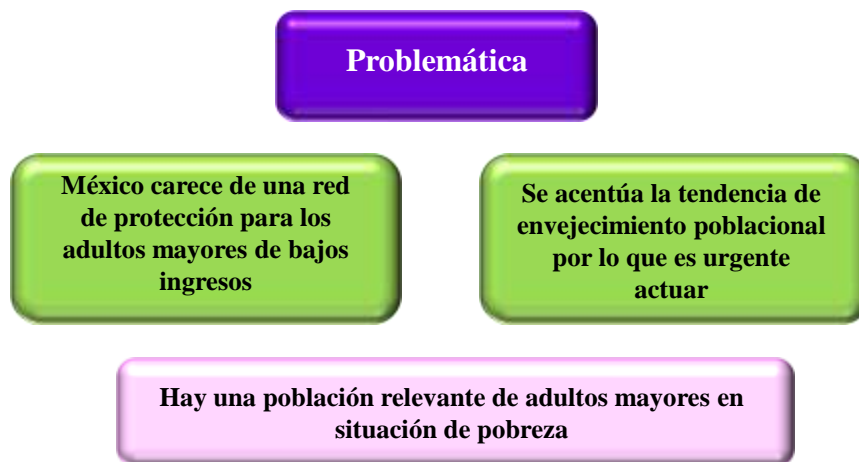 Problemática
México carece de una red
de protección para los
adultos mayores de bajos
ingresos
Se acentúa la tendencia de
envejecimiento poblacional
por lo que es urgente
actuar
Hay una población relevante de adultos mayores en
situación de pobreza